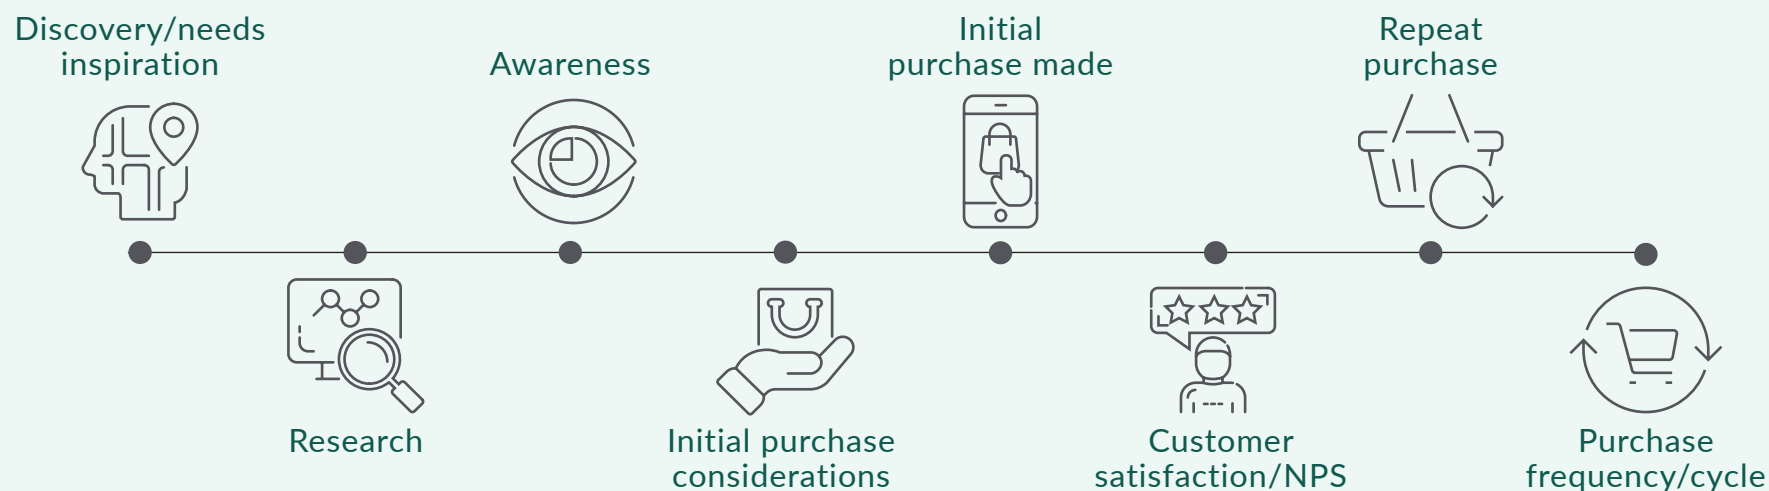 Discovery/needs
inspiration
Research
Awareness
Initial purchase
considerations
Initial
purchase made
Customer
satisfaction/NPS
Repeat
purchase
Purchase
frequency/cycle